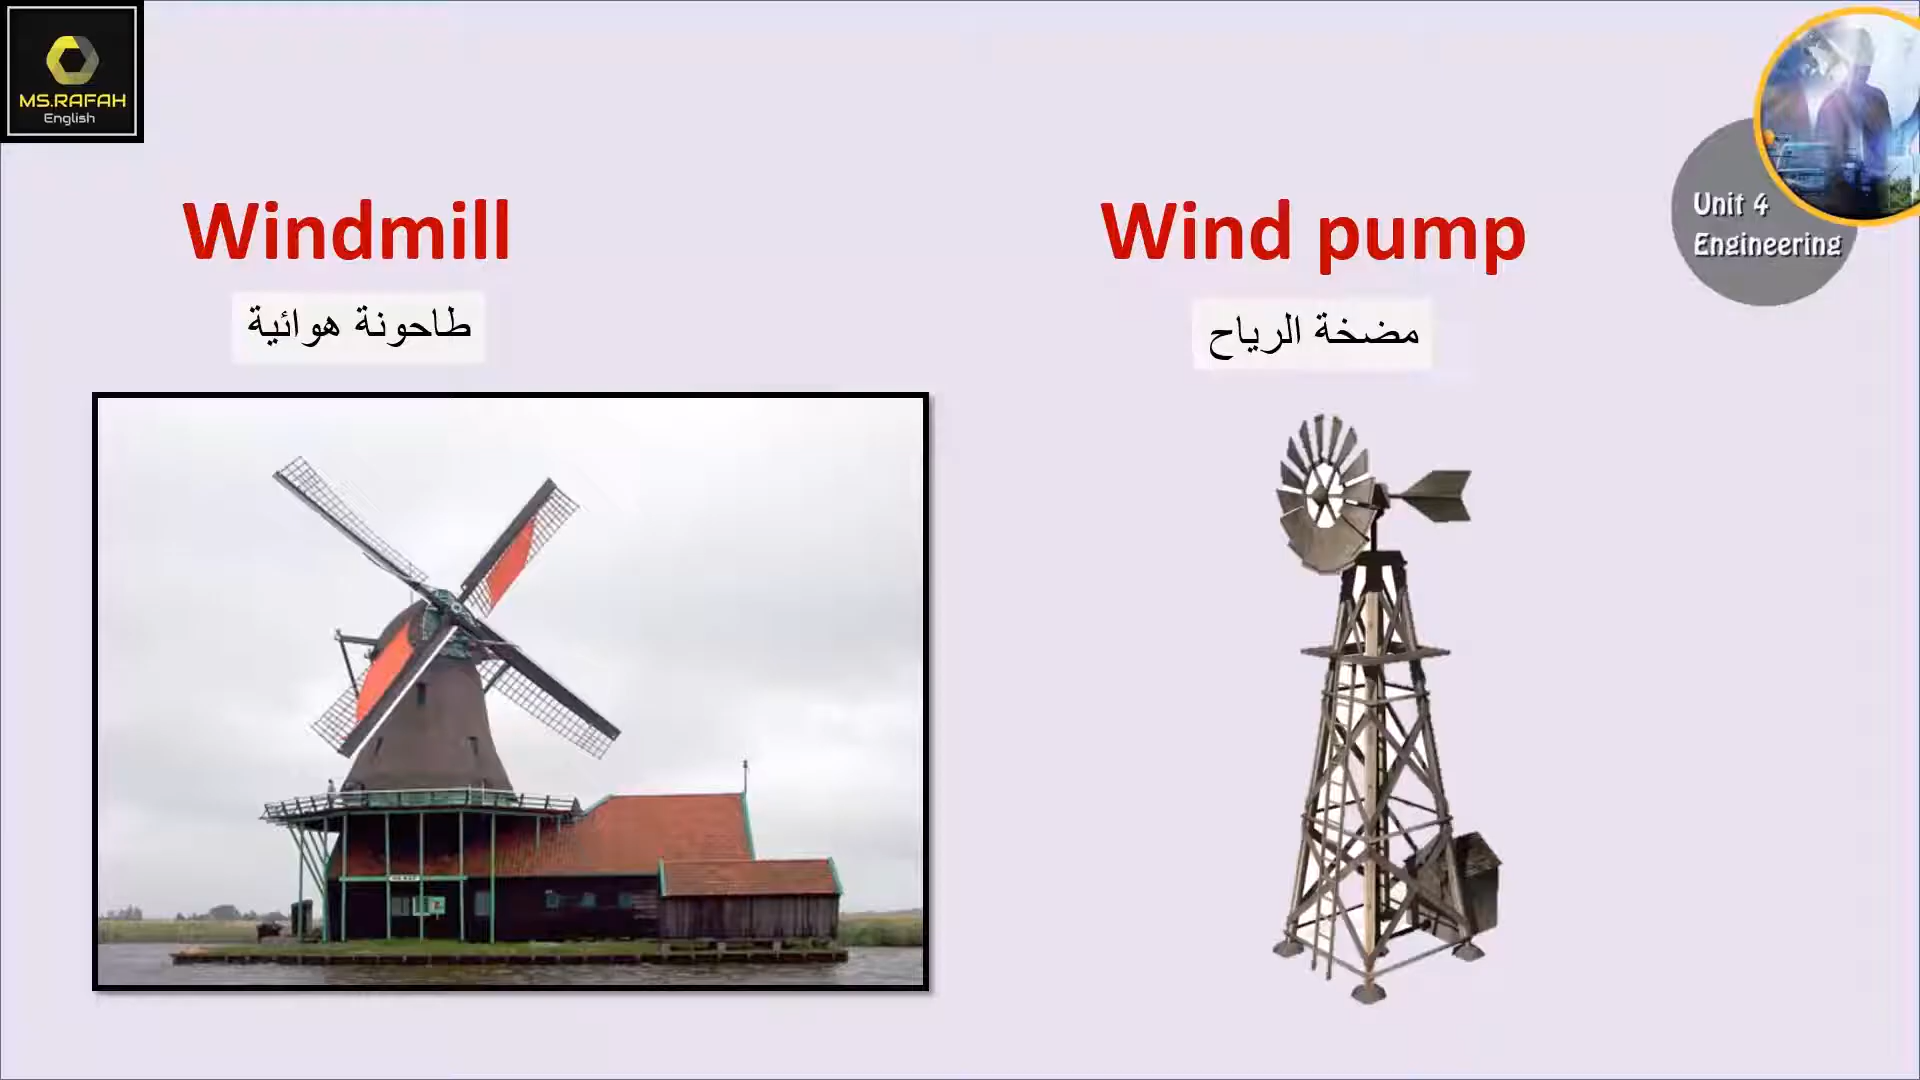 MS.RAFAH
English
Windmill
طاحونة هوائية
Wind pump
مضخة الرياح
Unit 4
Engineering